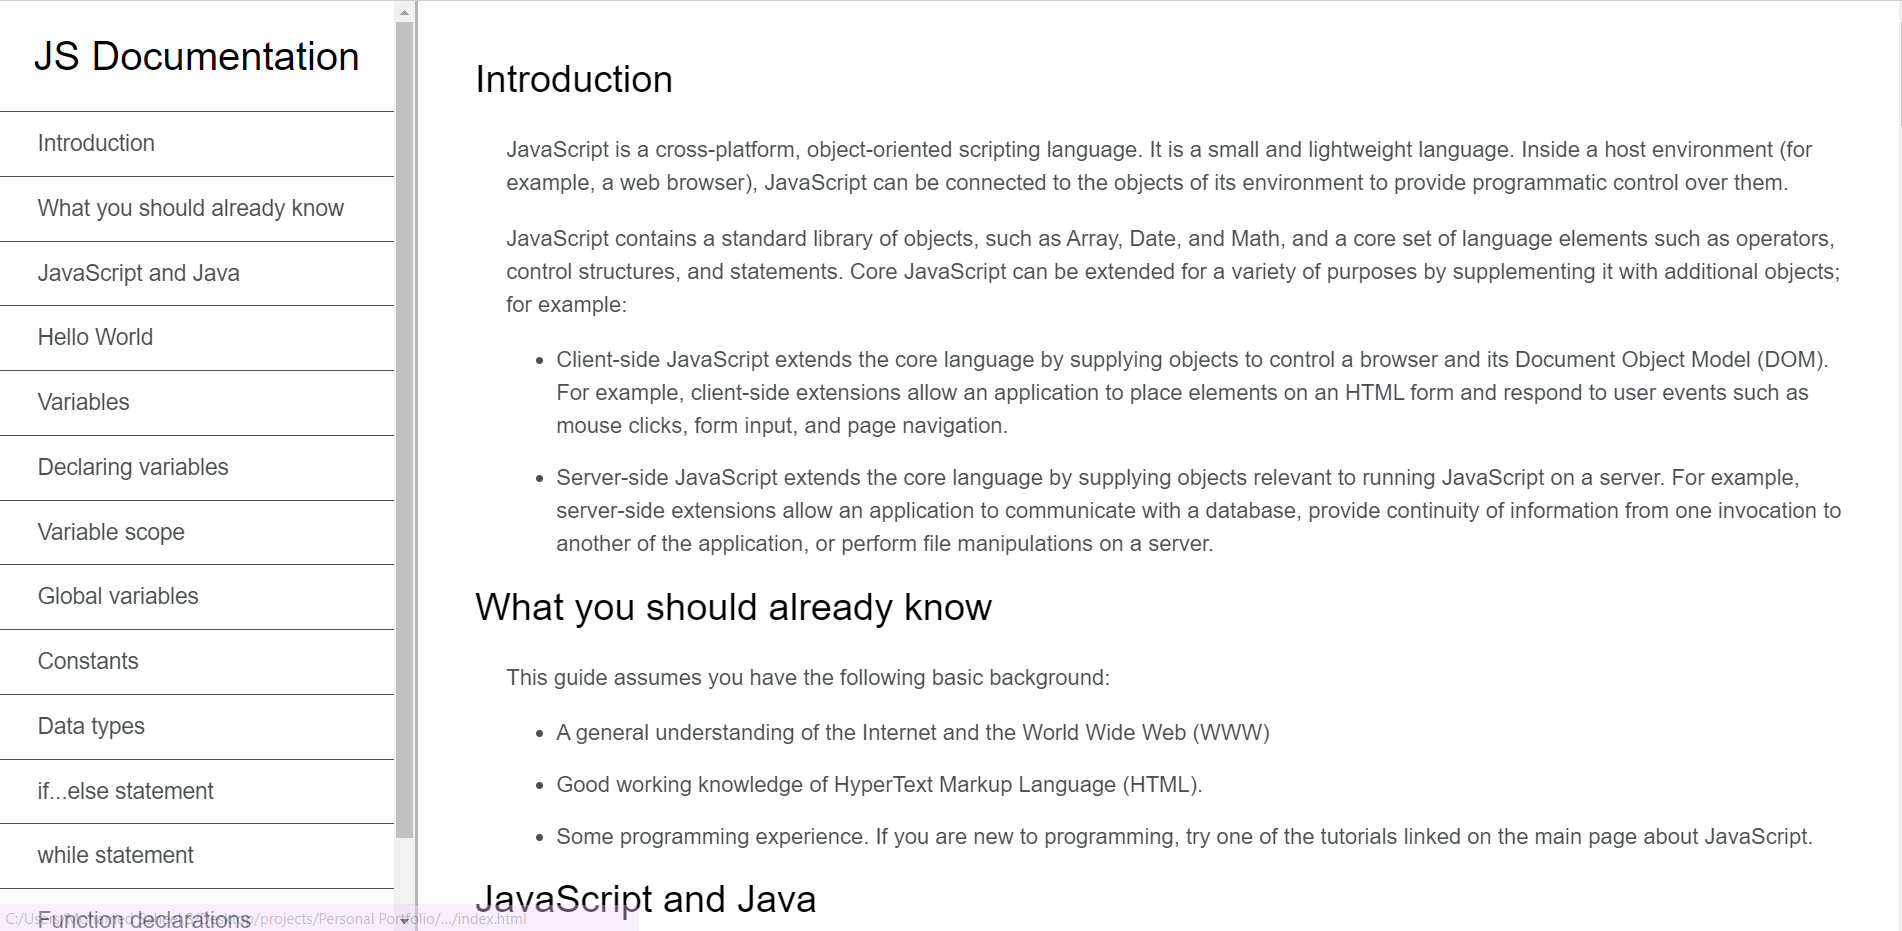 JS Documentation
Introduction
What you should already know
JavaScript and Java
Hello World
Variables
Declaring variables
Variable scope
Global variables
Constants
Data types
if...else statement
while statement
Function declarations
Introduction
JavaScript is a cross-platform, object-oriented scripting language. It is a small and lightweight language. Inside a host environment (for
example, a web browser), JavaScript can be connected to the objects of its environment to provide programmatic control over them.
JavaScript contains a standard library of objects, such as Array, Date, and Math, and a core set of language elements such as operators,
control structures, and statements. Core JavaScript can be extended for a variety of purposes by supplementing it with additional objects;
for example:
• Client-side JavaScript extends the core language by supplying objects to control a browser and its Document Object Model (DOM).
For example, client-side extensions allow an application to place elements on an HTML form and respond to user events such as
mouse clicks, form input, and page navigation.
• Server-side JavaScript extends the core language by supplying objects relevant to running JavaScript on a server. For example,
server-side extensions allow an application to communicate with a database, provide continuity of information from one invocation to
another of the application, or perform file manipulations on a server.
What you should already know
This guide assumes you have the following basic background:
• A general understanding of the Internet and the World Wide Web (WWW)
• Good working knowledge of HyperText Markup Language (HTML).
• Some programming experience. If you are new to programming, try one of the tutorials linked on the main page about JavaScript.
JavaScript and Java
C:/Users/Mohamed /Desktop/projects/Personal Portfolio/.../index.html